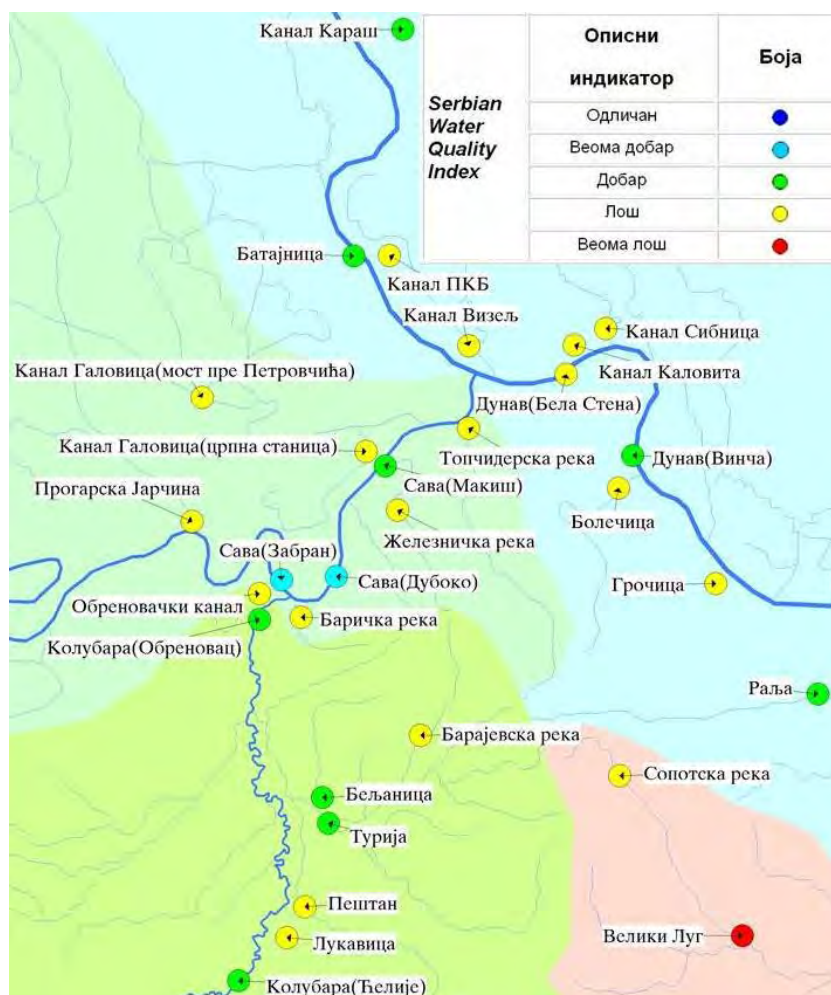 Канал Караш
Serbian
Water
Quality
Index
Описни
индикатор
Боја
Одличан
Веома добар
Добар
Лош
Веома лош
Батајница
Канал ПКБ
Канал Визељ
Канал Сибница
Канал Каловита
Канал Галовица(мост пре Петровчића)
Дунав(Бела Стена)
Канал Галовица(црпна станица)
Топчидерска река
Дунав(Винча)
Сава(Макиш)
Прогарска Јарчина
Болечица
Железничка река
Сава(Забран)
Сава(Дубоко)
Грочица
Обреновачки канал
Баричка река
Колубара(Обреновац)
Раља
Барајевска река
Сопотска река
Бељаница
Турија
Пештан
Велики Луг
Лукавица
Колубара(Ћелије)